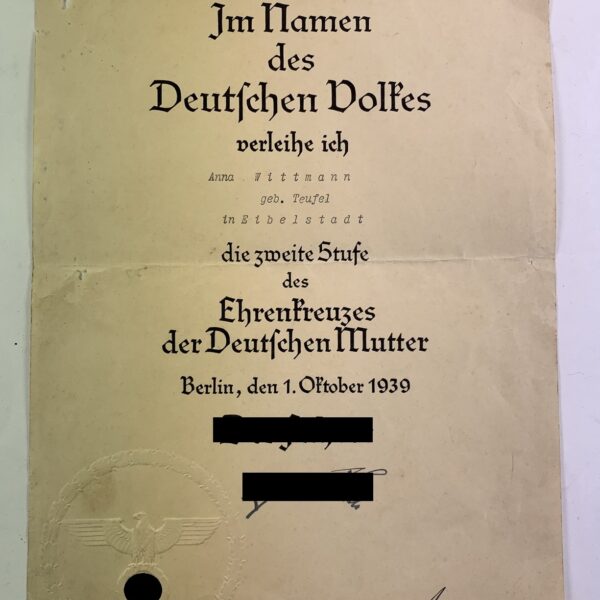 Im Namen
des
Deutschen Volkes
verleihe ich
Anna Wittmann
geb. Teufel
in Eibelstadt
die zweite Stufe
des
Ehrenkreuzes
der Deutschen Mutter
Berlin, den 1. Oktober 1939